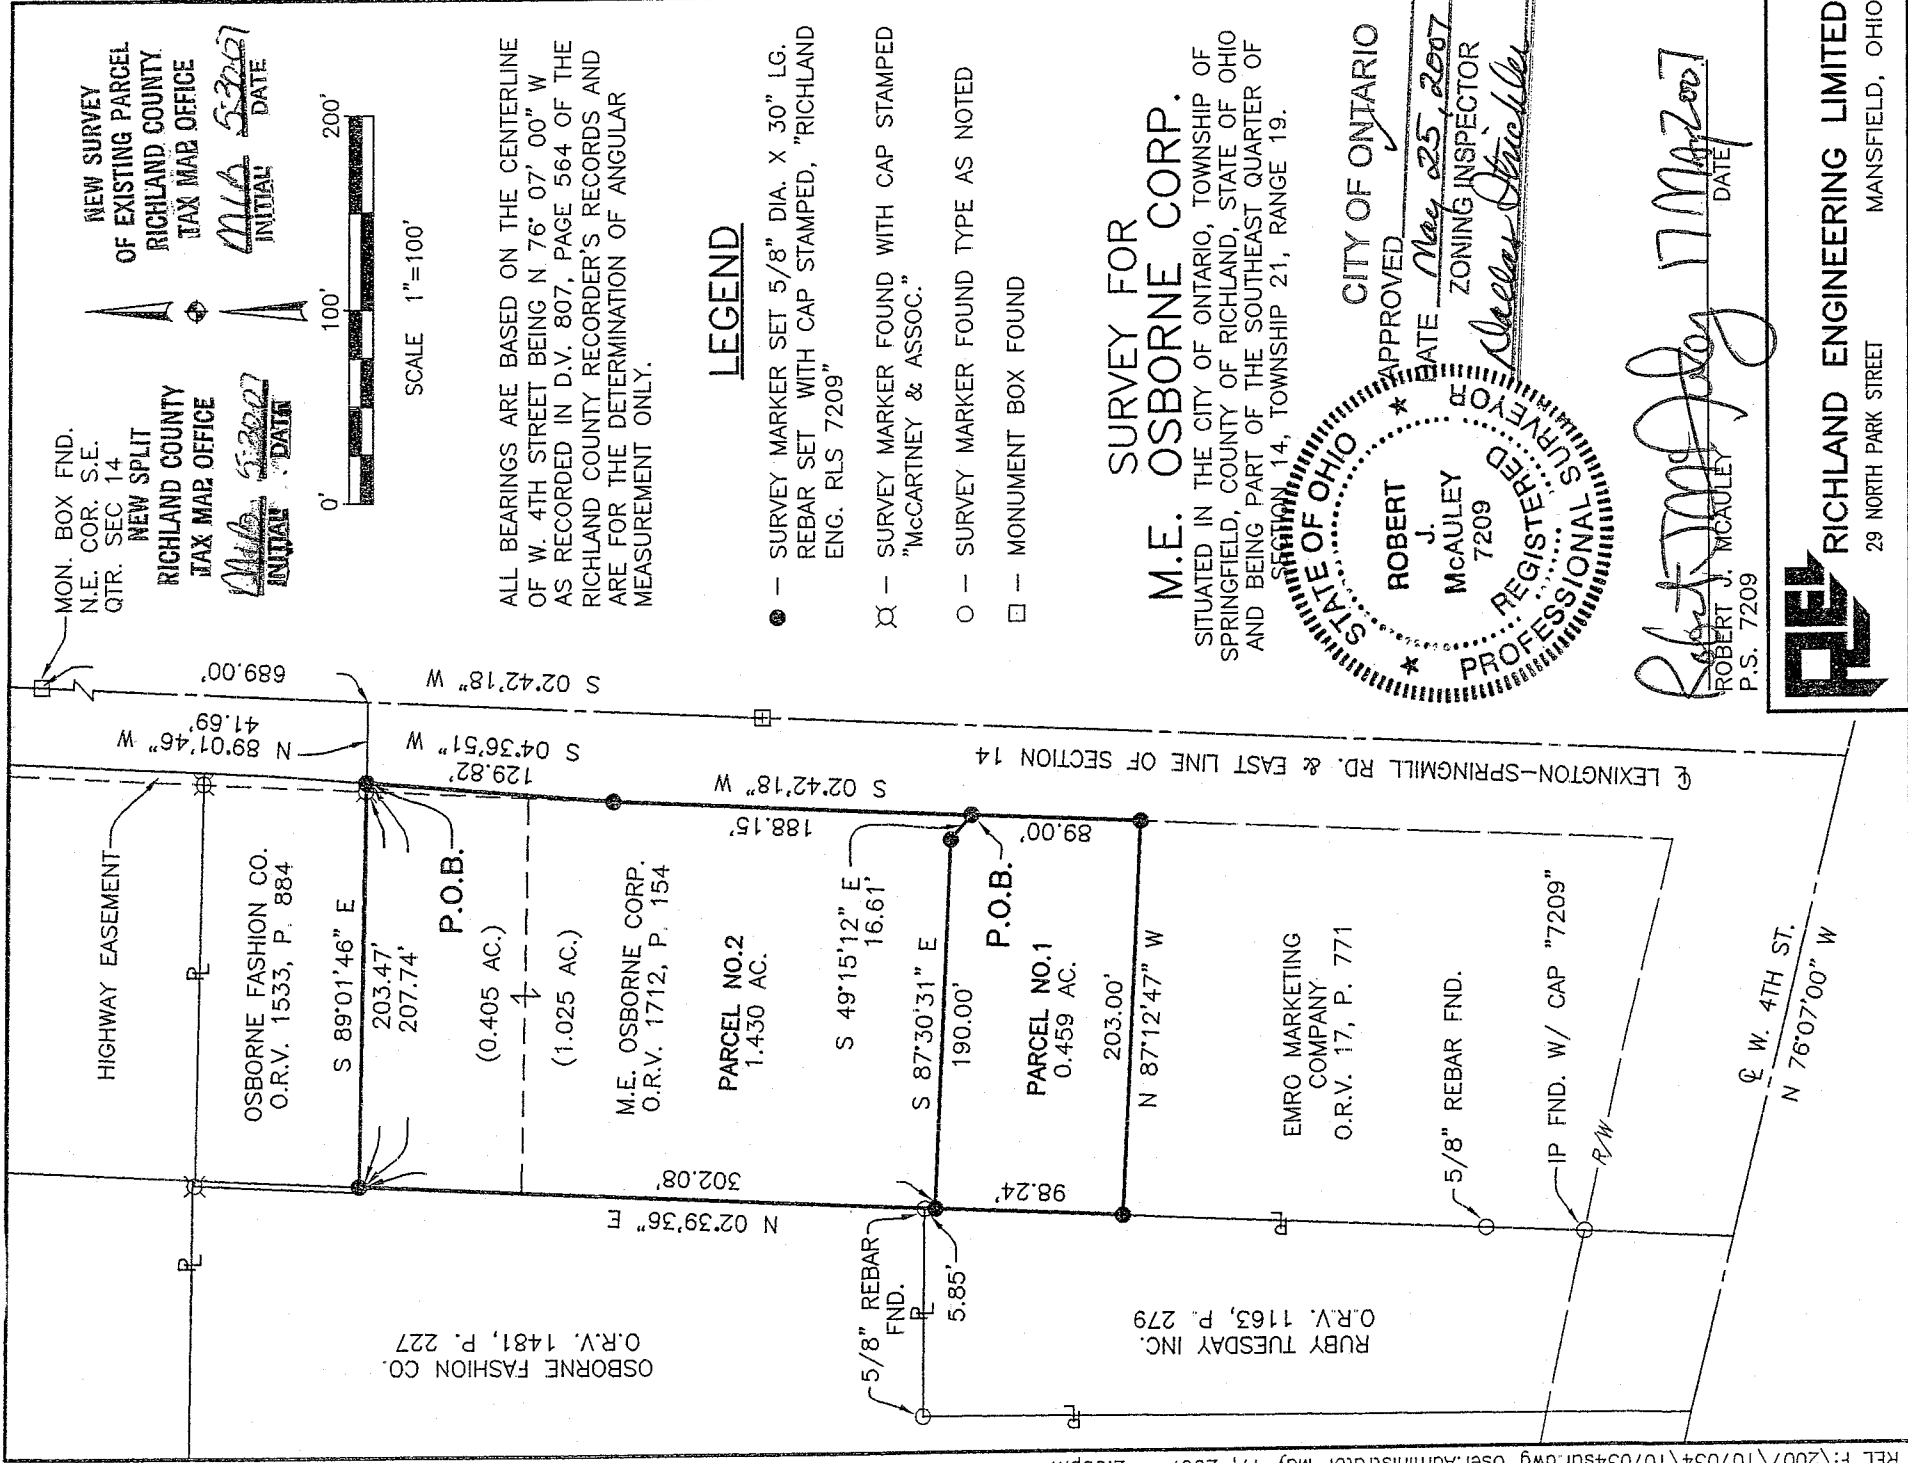 MON. BOX FND.
N.E. COR. S.E.
QTR. SEC 14
NEW SPLIT
RICHLAND COUNTY
TAX MAP OFFICE
5-30-07
INITIAL DATE
NEW SURVEY
OF EXISTING PARCEL
RICHLAND COUNTY
TAX MAP OFFICE
5-30-07
INITIAL DATE
0' 100' 200'
SCALE 1"=100'
ALL BEARINGS ARE BASED ON THE CENTERLINE
OF W. 4TH STREET BEING N 76° 07' 00" W
AS RECORDED IN D.V. 807, PAGE 564 OF THE
RICHLAND COUNTY RECORDER'S RECORDS AND
ARE FOR THE DETERMINATION OF ANGULAR
MEASUREMENT ONLY.
LEGEND
— SURVEY MARKER SET 5/8" DIA. X 30" LG.
REBAR SET WITH CAP STAMPED, "RICHLAND
ENG. RLS 7209"
— SURVEY MARKER FOUND WITH CAP STAMPED
"McCARTNEY & ASSOC."
— SURVEY MARKER FOUND TYPE AS NOTED
— MONUMENT BOX FOUND
SURVEY FOR
M.E. OSBORNE CORP.
SITUATED IN THE CITY OF ONTARIO, TOWNSHIP OF
SPRINGFIELD, COUNTY OF RICHLAND, STATE OF OHIO
AND BEING PART OF THE SOUTHEAST QUARTER OF
SECTION 14, TOWNSHIP 21, RANGE 19.
CITY OF ONTARIO
APPROVED
DATE May 25, 2007
ZONING INSPECTOR
STATE OF OHIO
ROBERT
J.
McAULEY
7209
REGISTERED
PROFESSIONAL SURVEYOR
ROBERT J. MCAULEY
P.S. 7209
17 May 2007
DATE
REL
RICHLAND ENGINEERING LIMITED
29 NORTH PARK STREET MANSFIELD, OHIO
HIGHWAY EASEMENT
N 89°01'46" W
41.69'
689.00'
OSBORNE FASHION CO.
O.R.V. 1533, P. 884
S 89°01'46" E
203.47'
207.74'
P.O.B.
(0.405 AC.)
(1.025 AC.)
S 04°36'51" W
129.82'
S 02°42'18" W
M.E. OSBORNE CORP.
O.R.V. 1712, P. 154
PARCEL NO.2
1.430 AC.
S 02°42'18" W
188.15'
S 49°15'12" E
16.61'
S 87°30'31" E
190.00'
P.O.B.
PARCEL NO.1
0.459 AC.
89.00'
203.00'
N 87°12'47" W
℄ LEXINGTON-SPRINGMILL RD. & EAST LINE OF SECTION 14
N 02°39'36" E
302.08'
98.24'
5/8" REBAR
FND.
5.85'
OSBORNE FASHION CO.
O.R.V. 1481, P. 227
RUBY TUESDAY INC.
O.R.V. 1163, P. 279
EMRO MARKETING
COMPANY
O.R.V. 17, P. 771
5/8" REBAR FND.
IP FND. W/ CAP "7209"
R/W
℄ W. 4TH ST.
N 76°07'00" W